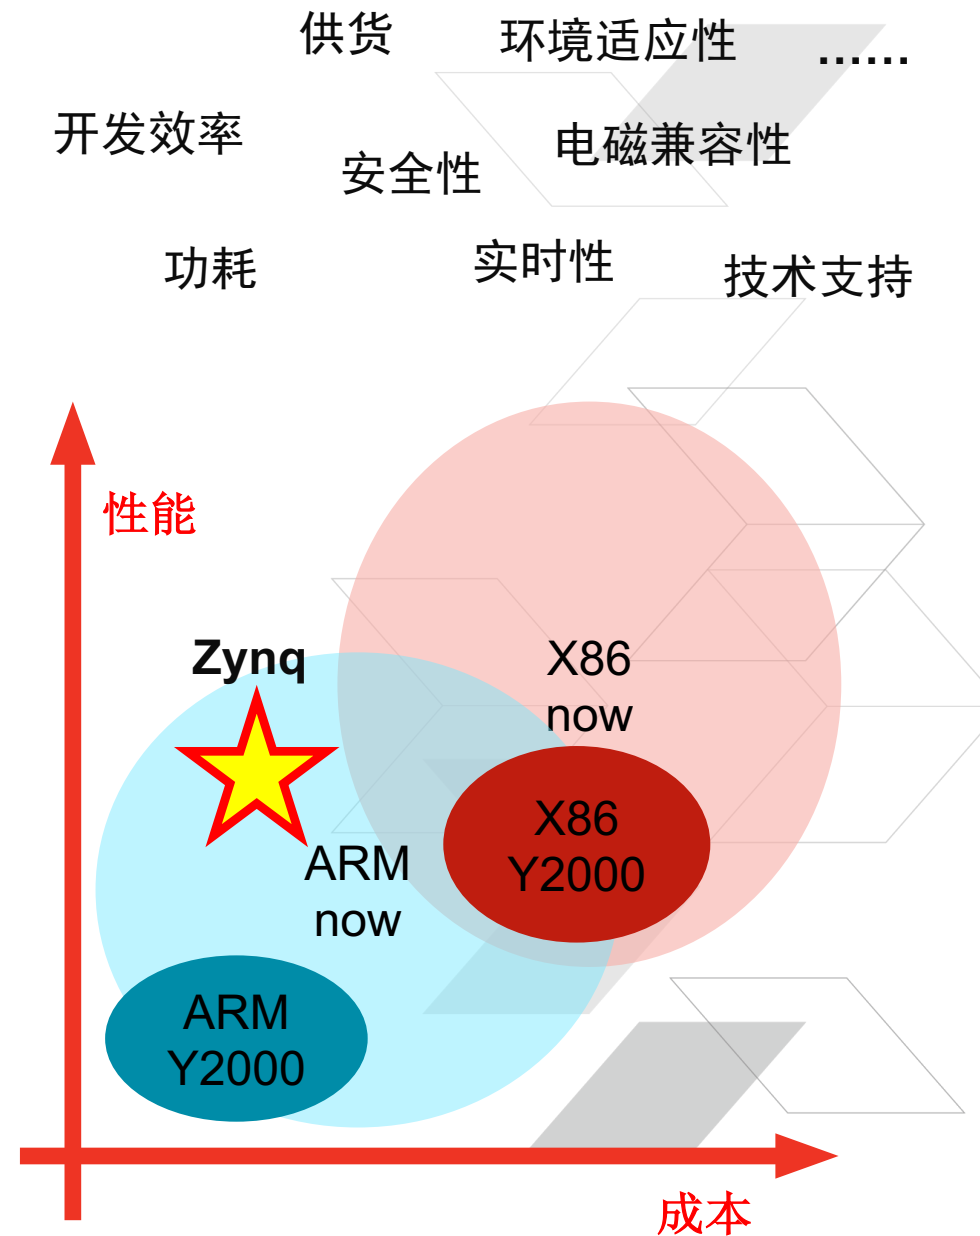 供货
环境适应性
......
开发效率
电磁兼容性
安全性
功耗
实时性
技术支持
性能
Zynq
X86
now
X86
Y2000
ARM
now
ARM
Y2000
成本